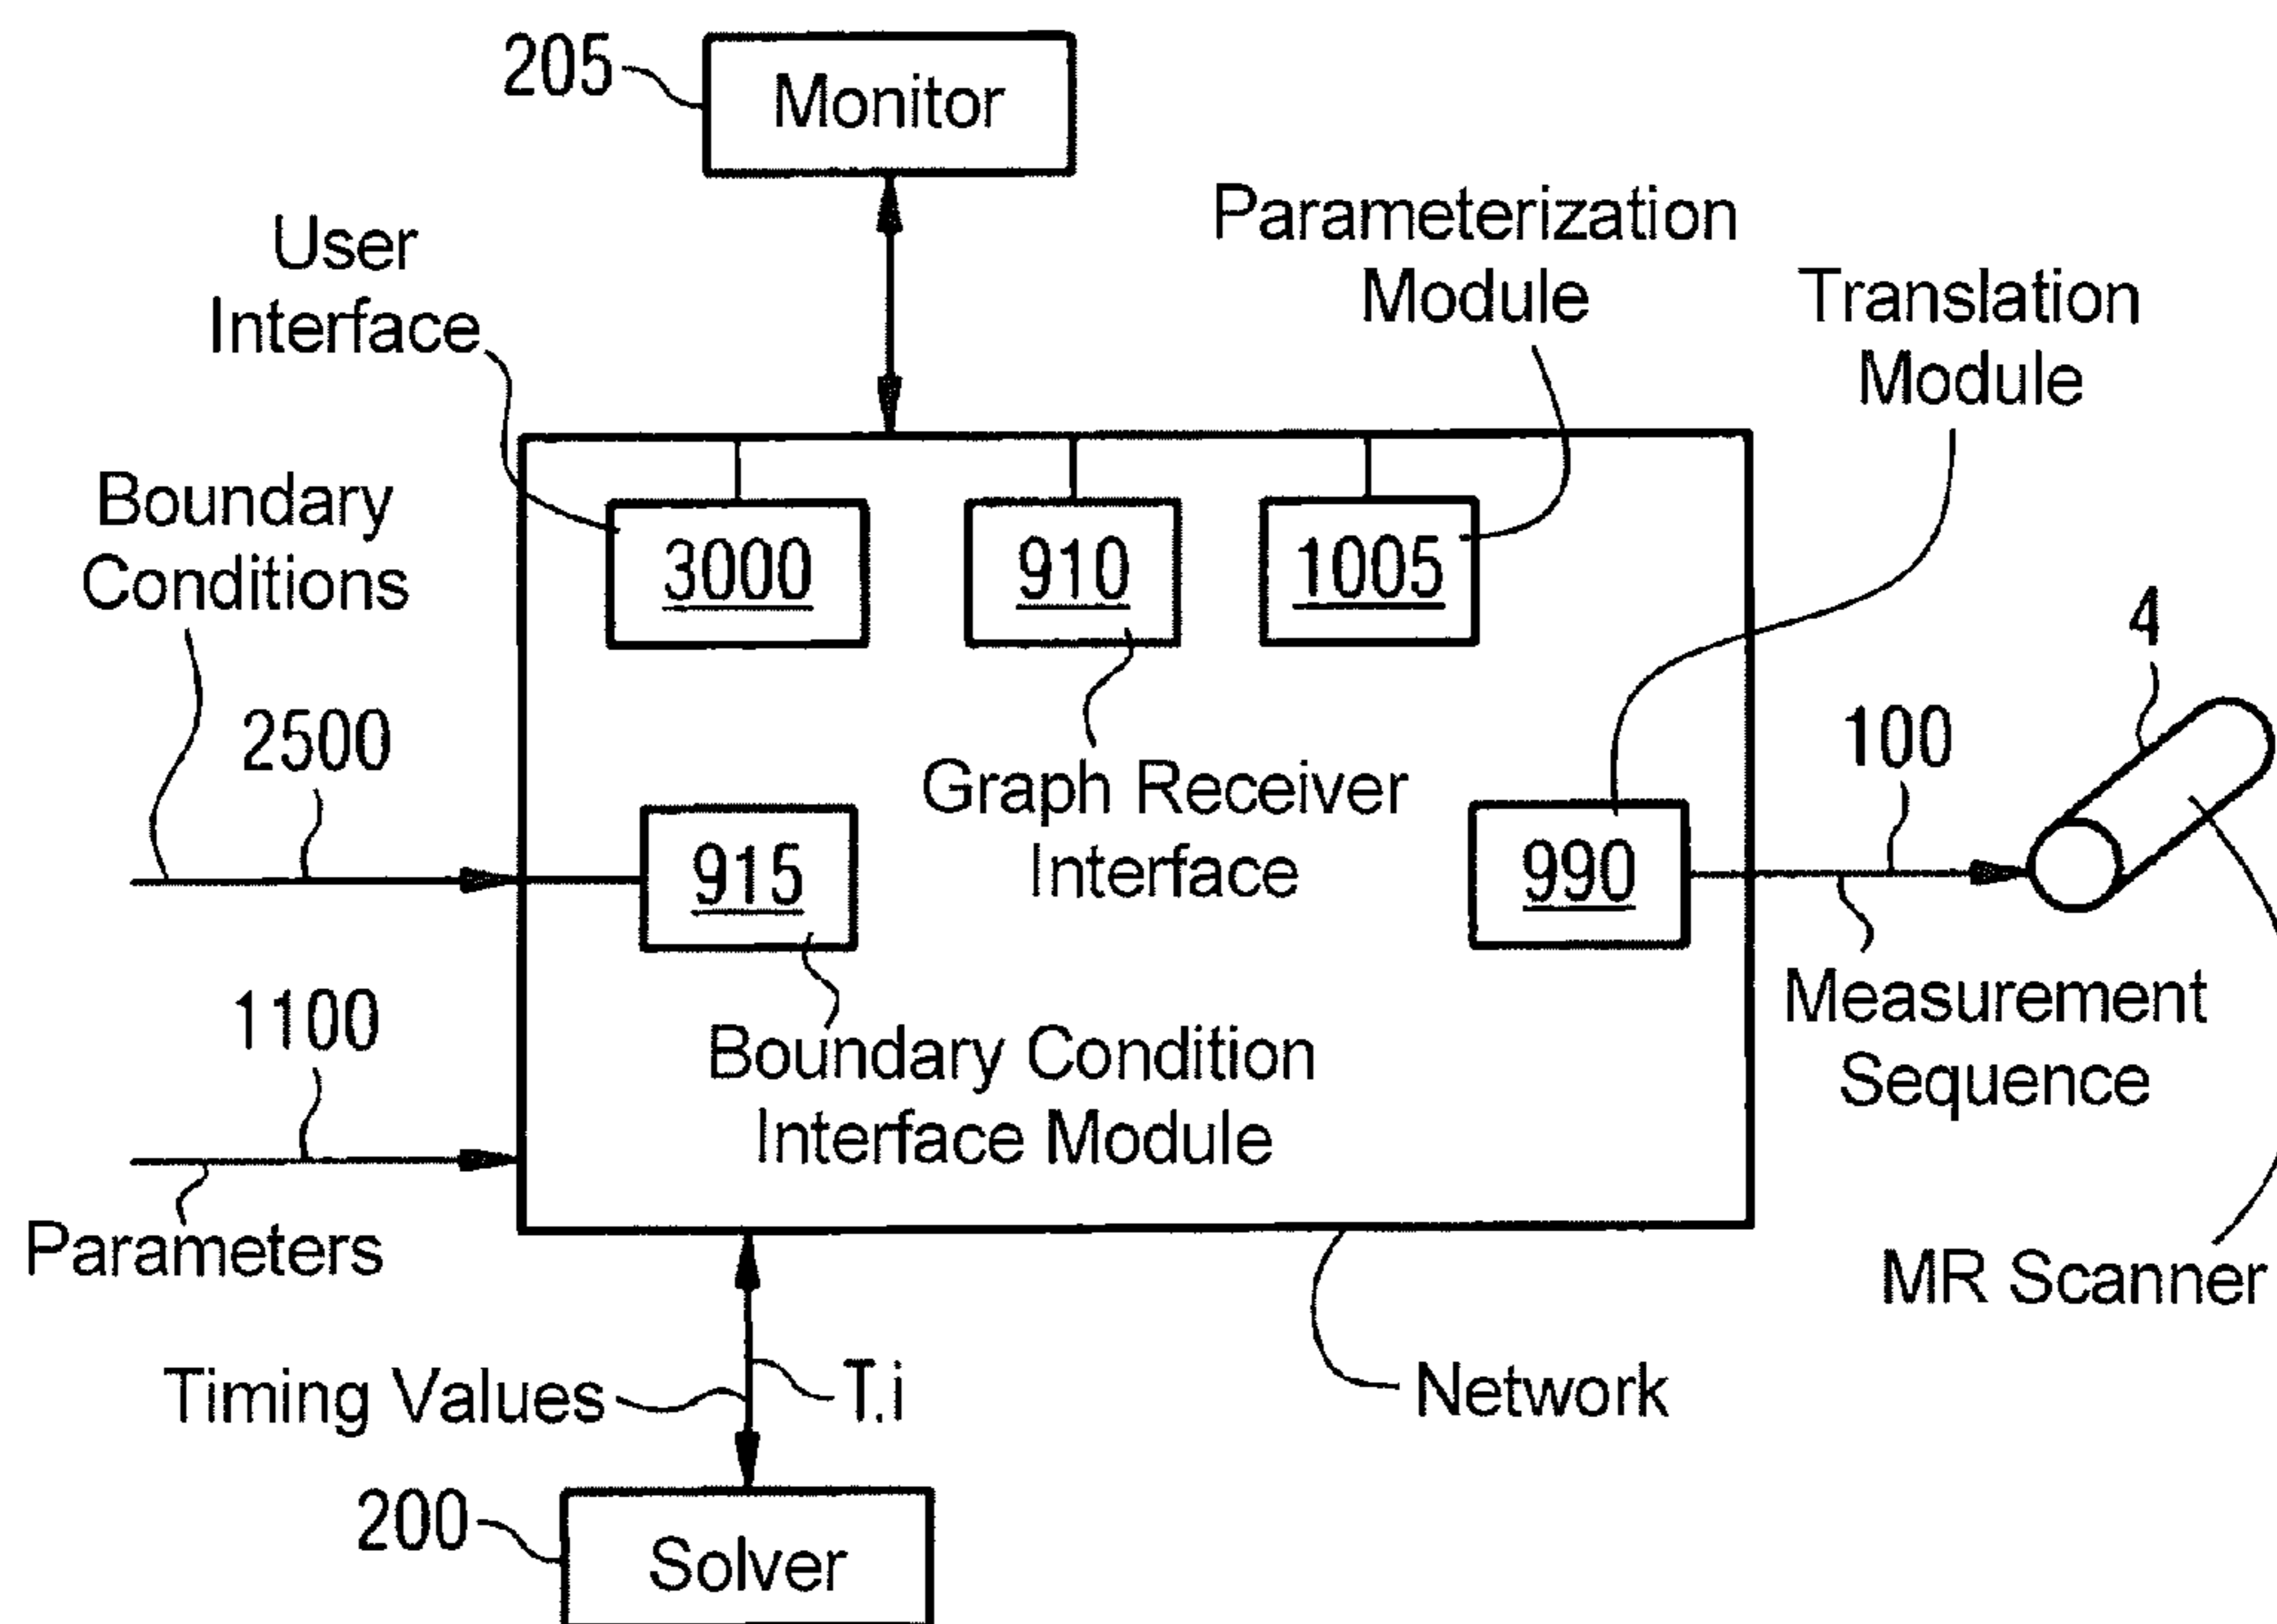 205
Monitor
User
Interface
Parameterization
Module
Translation
Module
Boundary
Conditions
3000
910
1005
4
2500
Graph Receiver
Interface
100
915
990
1100
Boundary Condition
Interface Module
Measurement
Sequence
Parameters
MR Scanner
Timing Values
T.i
Network
200
Solver